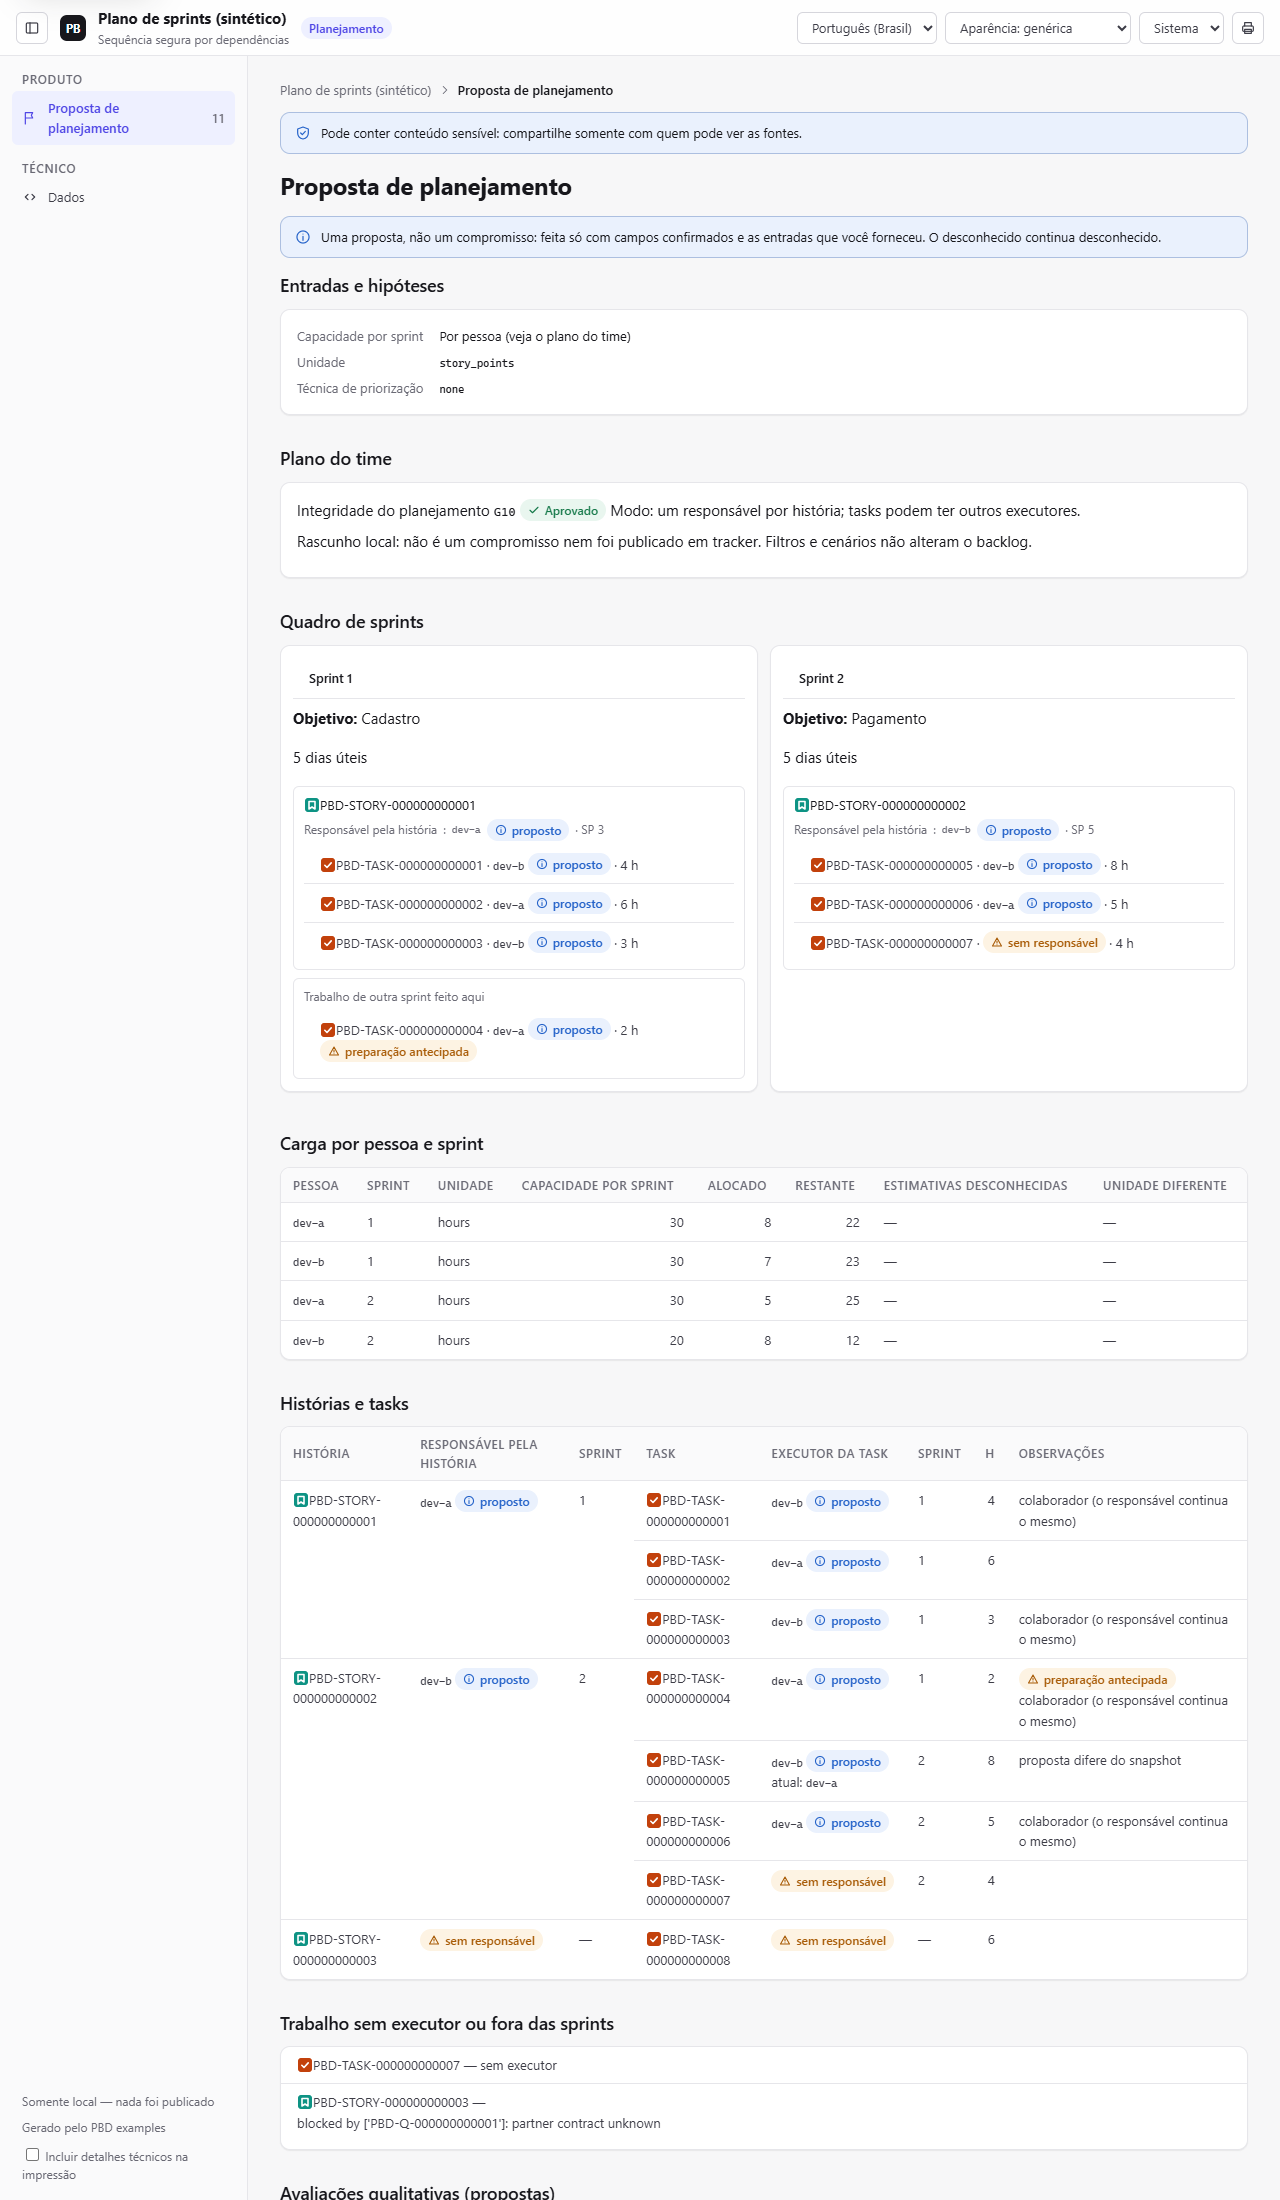 PB
Plano de sprints (sintético)
Sequência segura por dependências
Planejamento
Português (Brasil)
Aparência: genérica
Sistema
PRODUTO
Proposta de
planejamento
11
TÉCNICO
Dados
Plano de sprints (sintético) > Proposta de planejamento
Pode conter conteúdo sensível: compartilhe somente com quem pode ver as fontes.
Proposta de planejamento
Uma proposta, não um compromisso: feita só com campos confirmados e as entradas que você forneceu. O desconhecido continua desconhecido.
Entradas e hipóteses
Capacidade por sprint Por pessoa (veja o plano do time)
Unidade story_points
Técnica de priorização none
Plano do time
Integridade do planejamento G10 Aprovado Modo: um responsável por história; tasks podem ter outros executores.
Rascunho local: não é um compromisso nem foi publicado em tracker. Filtros e cenários não alteram o backlog.
Quadro de sprints
Sprint 1
Objetivo: Cadastro
5 dias úteis
PBD-STORY-000000000001
Responsável pela história : dev-a proposto · SP 3
PBD-TASK-000000000001 · dev-b proposto · 4 h
PBD-TASK-000000000002 · dev-a proposto · 6 h
PBD-TASK-000000000003 · dev-b proposto · 3 h
Trabalho de outra sprint feito aqui
PBD-TASK-000000000004 · dev-a proposto · 2 h
preparação antecipada
Sprint 2
Objetivo: Pagamento
5 dias úteis
PBD-STORY-000000000002
Responsável pela história : dev-b proposto · SP 5
PBD-TASK-000000000005 · dev-b proposto · 8 h
PBD-TASK-000000000006 · dev-a proposto · 5 h
PBD-TASK-000000000007 · sem responsável · 4 h
Carga por pessoa e sprint
PESSOA SPRINT UNIDADE CAPACIDADE POR SPRINT ALOCADO RESTANTE ESTIMATIVAS DESCONHECIDAS UNIDADE DIFERENTE
dev-a 1 hours 30 8 22 — —
dev-b 1 hours 30 7 23 — —
dev-a 2 hours 30 5 25 — —
dev-b 2 hours 20 8 12 — —
Histórias e tasks
HISTÓRIA RESPONSÁVEL PELA HISTÓRIA SPRINT TASK EXECUTOR DA TASK SPRINT H OBSERVAÇÕES
PBD-STORY- dev-a proposto 1 PBD-TASK- dev-b proposto 1 4 colaborador (o responsável continua
000000000001 000000000001 o mesmo)
PBD-TASK- dev-a proposto 1 6
000000000002
PBD-TASK- dev-b proposto 1 3 colaborador (o responsável continua
000000000003 o mesmo)
PBD-STORY- dev-b proposto 2 PBD-TASK- dev-a proposto 1 2 preparação antecipada
000000000002 000000000004 colaborador (o responsável continua
o mesmo)
PBD-TASK- dev-b proposto 2 8 proposta difere do snapshot
000000000005 atual: dev-a
PBD-TASK- dev-a proposto 2 5 colaborador (o responsável continua
000000000006 o mesmo)
PBD-TASK- sem responsável 2 4
000000000007
PBD-STORY- sem responsável — PBD-TASK- sem responsável — 6
000000000003 000000000008
Trabalho sem executor ou fora das sprints
PBD-TASK-000000000007 — sem executor
PBD-STORY-000000000003 —
blocked by ['PBD-Q-000000000001']: partner contract unknown
Avaliações qualitativas (propostas)
Somente local — nada foi publicado
Gerado pelo PBD examples
Incluir detalhes técnicos na
impressão